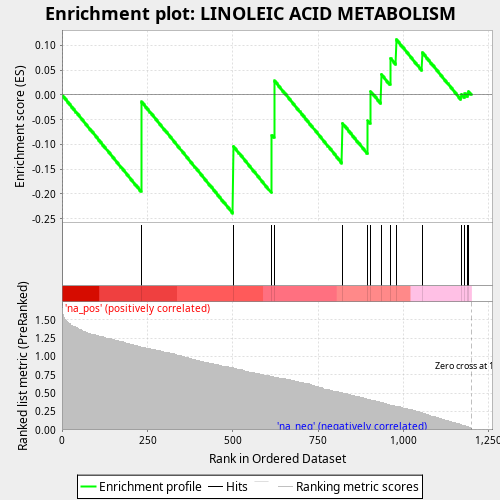 Enrichment plot: LINOLEIC ACID METABOLISM
Enrichment score (ES)
0.10
0.05
0.00
-0.05
-0.10
-0.15
-0.20
-0.25
'na_pos' (positively correlated)
Ranked list metric (PreRanked)
1.50
1.25
1.00
0.75
0.50
0.25
0.00
Zero cross at 1
'na_neg' (negatively correlated)
0
250
500
750
1,000
1,250
Rank in Ordered Dataset
Enrichment profile
Hits
Ranking metric scores